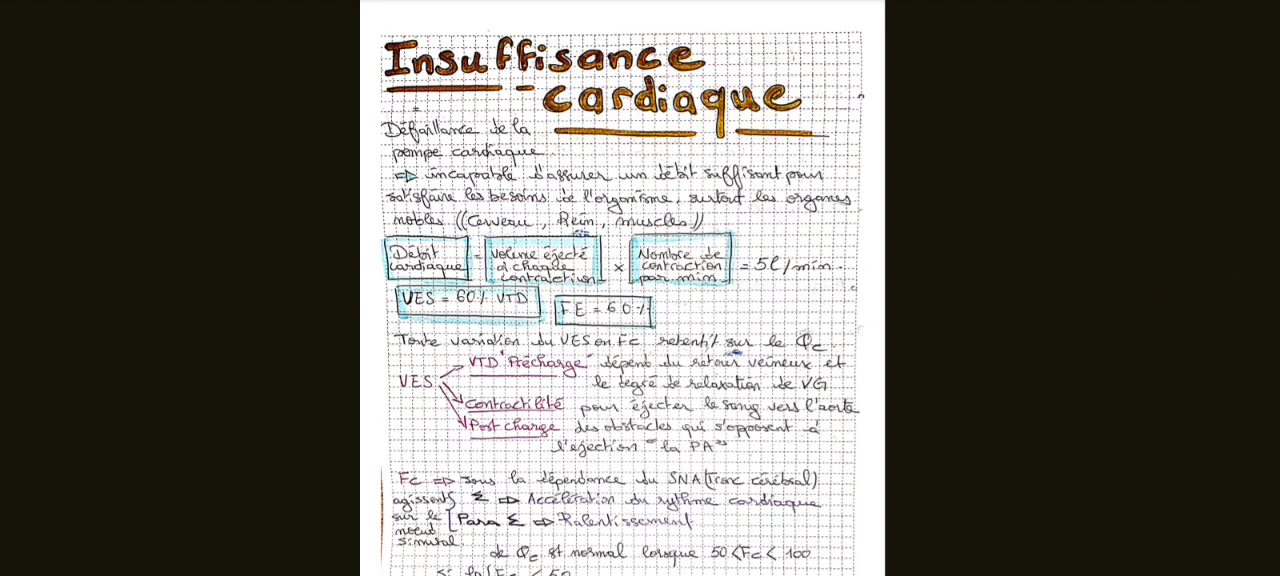 Insuffisance
cardiaque
Défaillance de la
pompe cardiaque
⇒ incapable d'assurer un débit suffisant pour
satisfaire les besoins de l'organisme, surtout les organes
nobles ((Cerveau, Rein, muscles))
Débit cardiaque = Volume éjecté à chaque contraction × Nombre de contraction par min = 5l/min.
VES = 60% VTD FE = 60%
Toute variation du VES ou FC retentit sur le Qc
VES
VTD "Précharge" dépend du retour veineux et
le degré de relaxation de VG
Contractilité pour éjecter le sang vers l'aorte
Post charge des obstacles qui s'opposent à
l'éjection "la PA"
FC ⇒ sous la dépendance du SNA (Tronc cérébral)
agissent sur le nœud sinusal
Σ ⇒ Accélération du rythme cardiaque
Para Σ ⇒ Ralentissement
de Qc st normal lorsque 50 < Fc < 100